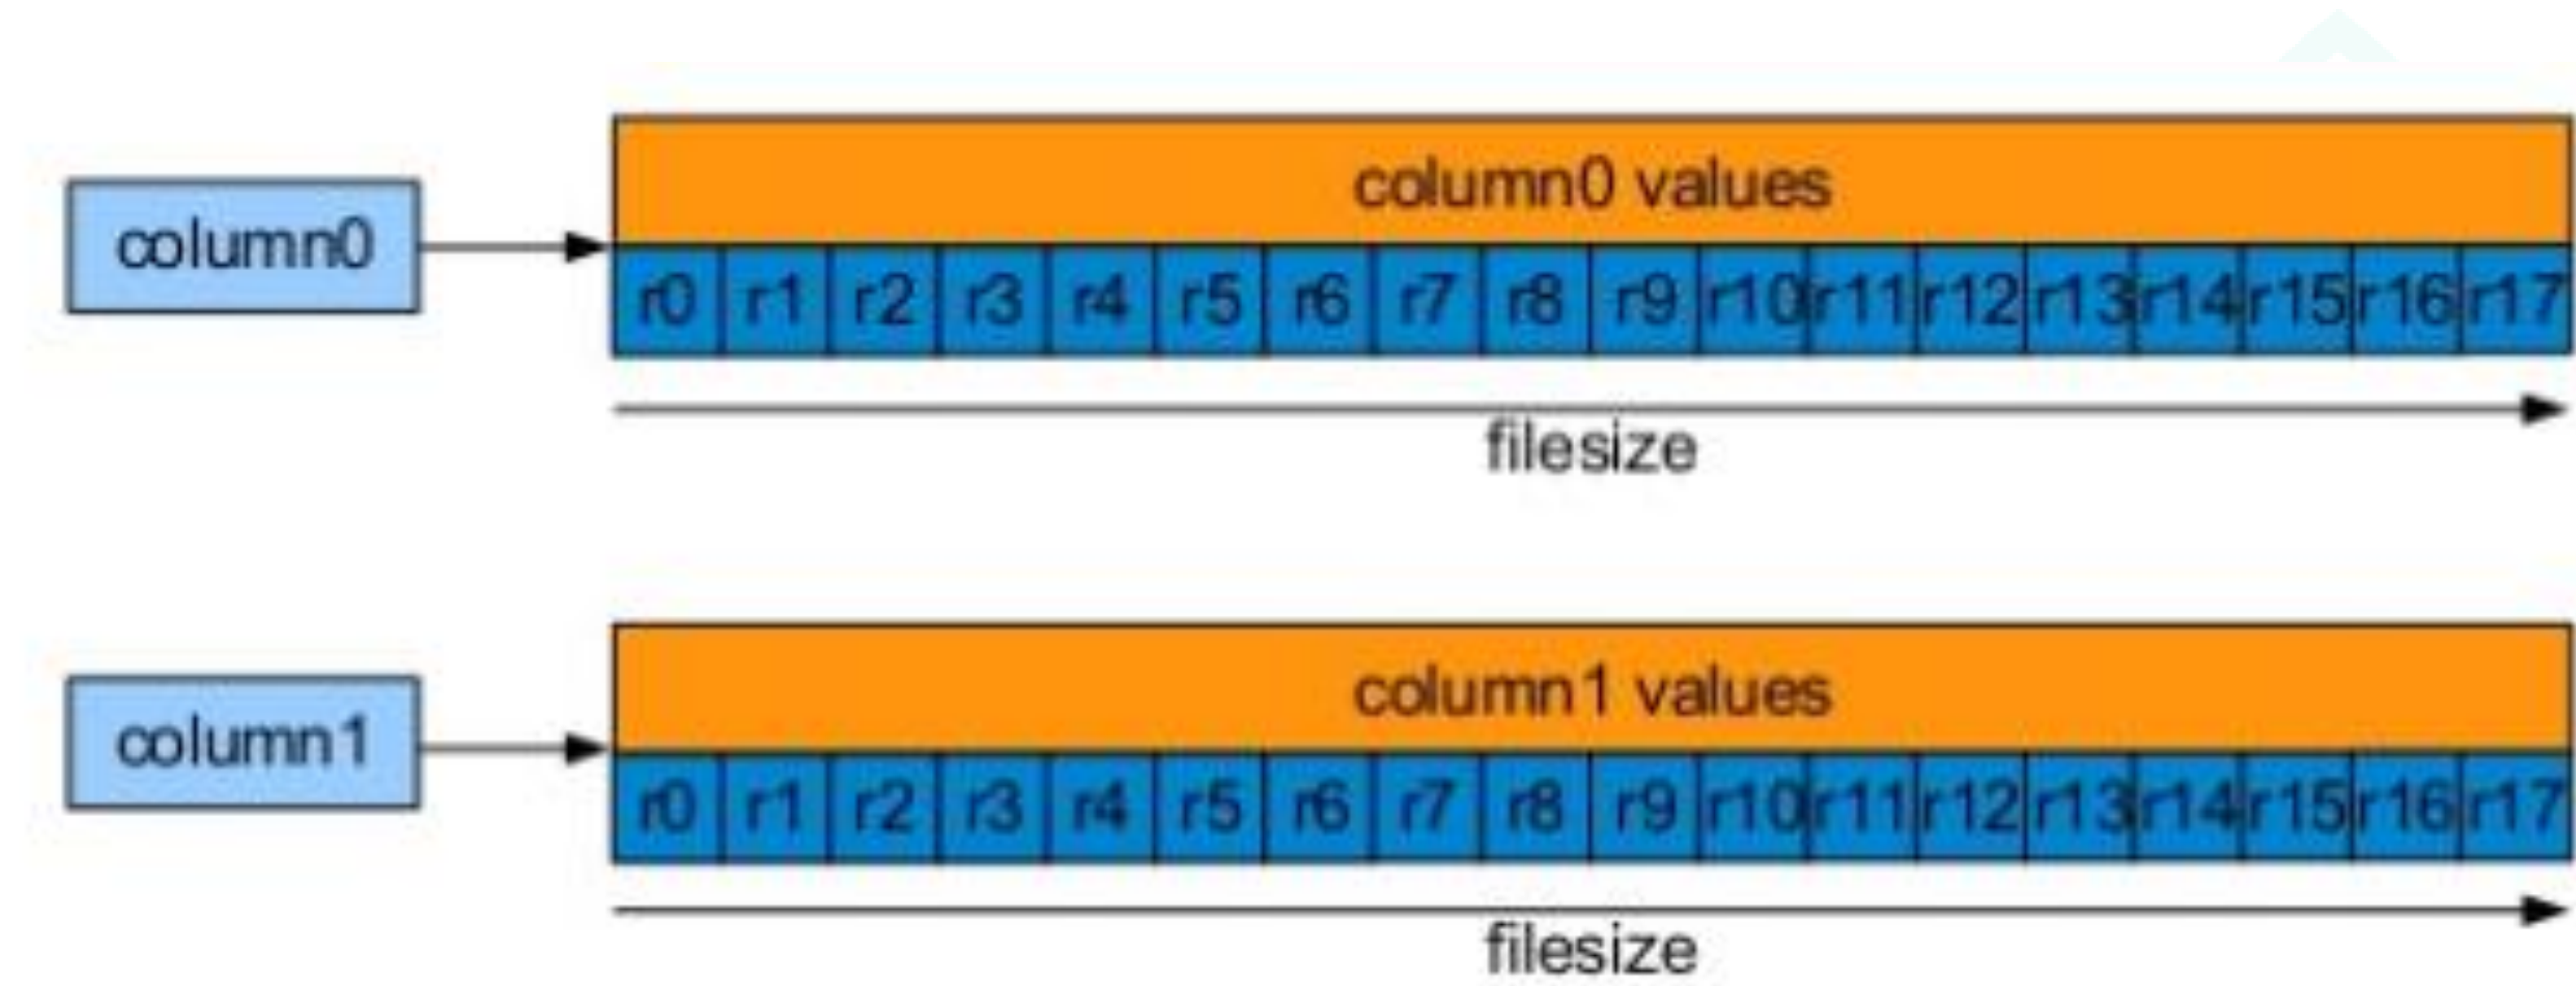 column0 values
column0
r0 r1 r2 r3 r4 r5 r6 r7 r8 r9 r10 r11 r12 r13 r14 r15 r16 r17
filesize
column1 values
column1
r0 r1 r2 r3 r4 r5 r6 r7 r8 r9 r10 r11 r12 r13 r14 r15 r16 r17
filesize